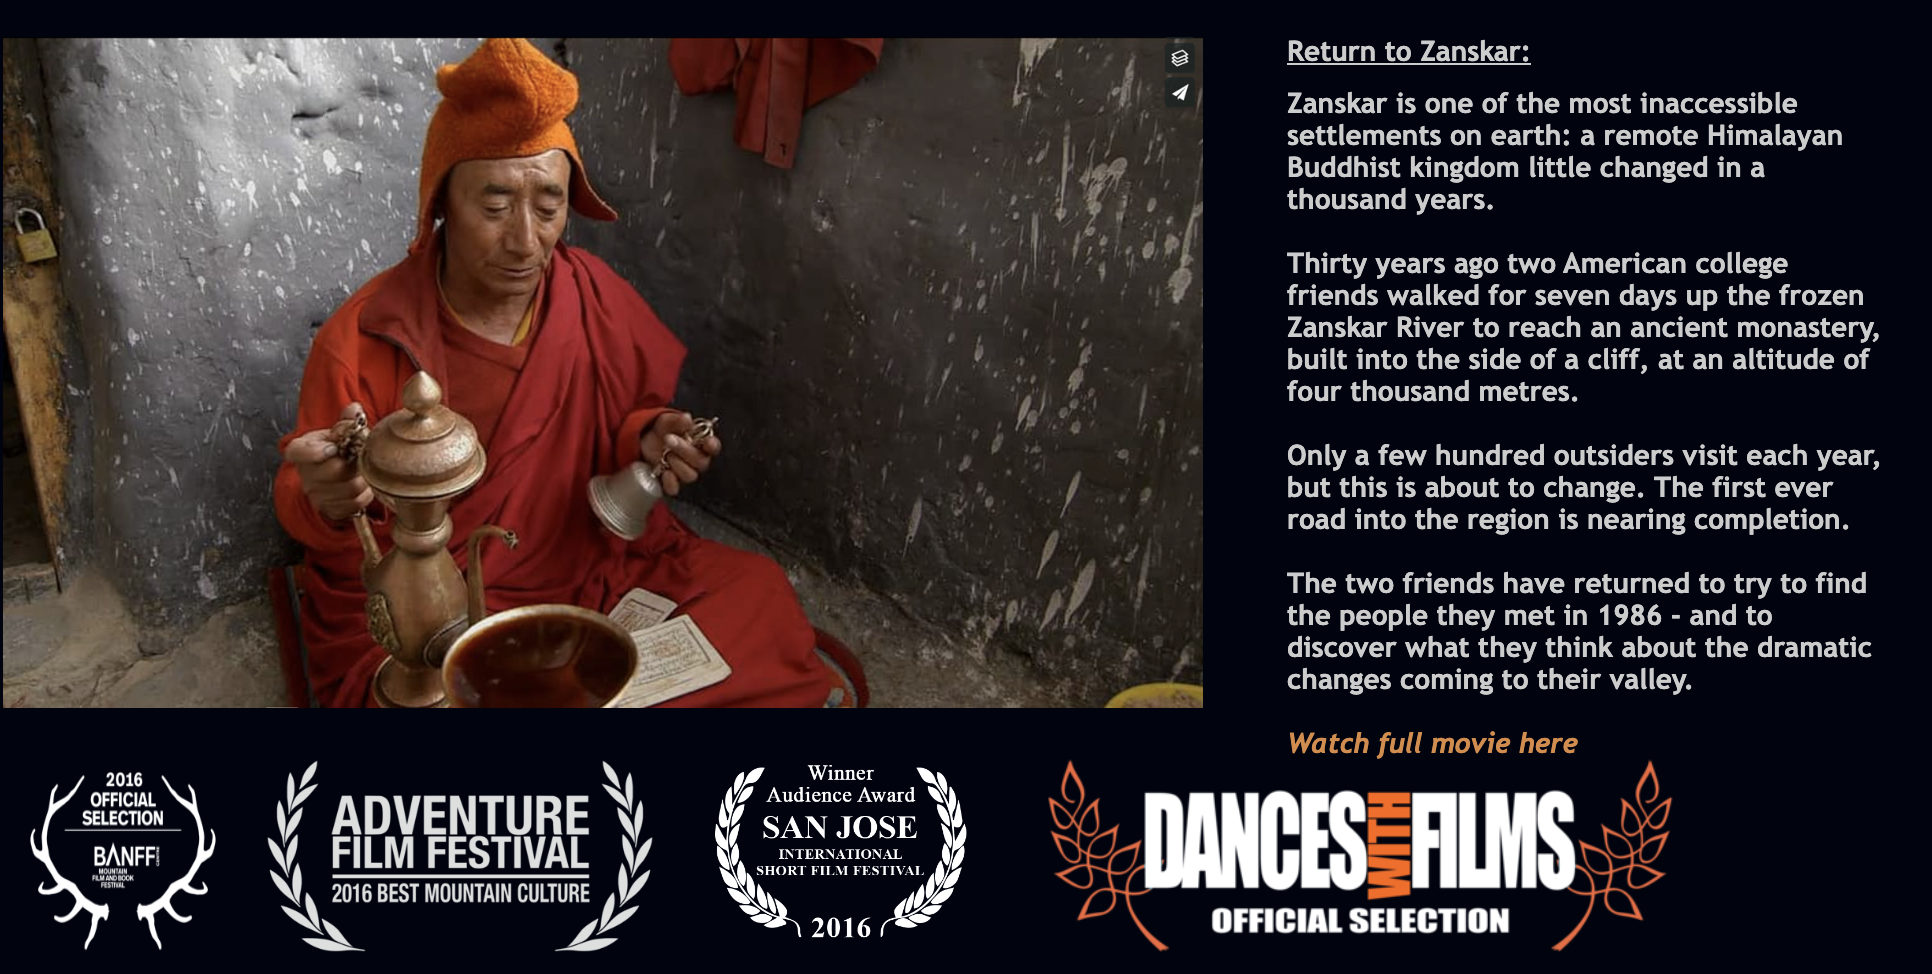 Return to Zanskar:
Zanskar is one of the most inaccessible
settlements on earth: a remote Himalayan
Buddhist kingdom little changed in a
thousand years.
Thirty years ago two American college
friends walked for seven days up the frozen
Zanskar River to reach an ancient monastery,
built into the side of a cliff, at an altitude of
four thousand metres.
Only a few hundred outsiders visit each year,
but this is about to change. The first ever
road into the region is nearing completion.
The two friends have returned to try to find
the people they met in 1986 - and to
discover what they think about the dramatic
changes coming to their valley.
Watch full movie here
2016
OFFICIAL
SELECTION
BANFF
CENTRE
MOUNTAIN
FILM AND BOOK
FESTIVAL
ADVENTURE
FILM FESTIVAL
2016 BEST MOUNTAIN CULTURE
Winner
Audience Award
SAN JOSE
INTERNATIONAL
SHORT FILM FESTIVAL
2016
DANCES WITH FILMS
OFFICIAL SELECTION